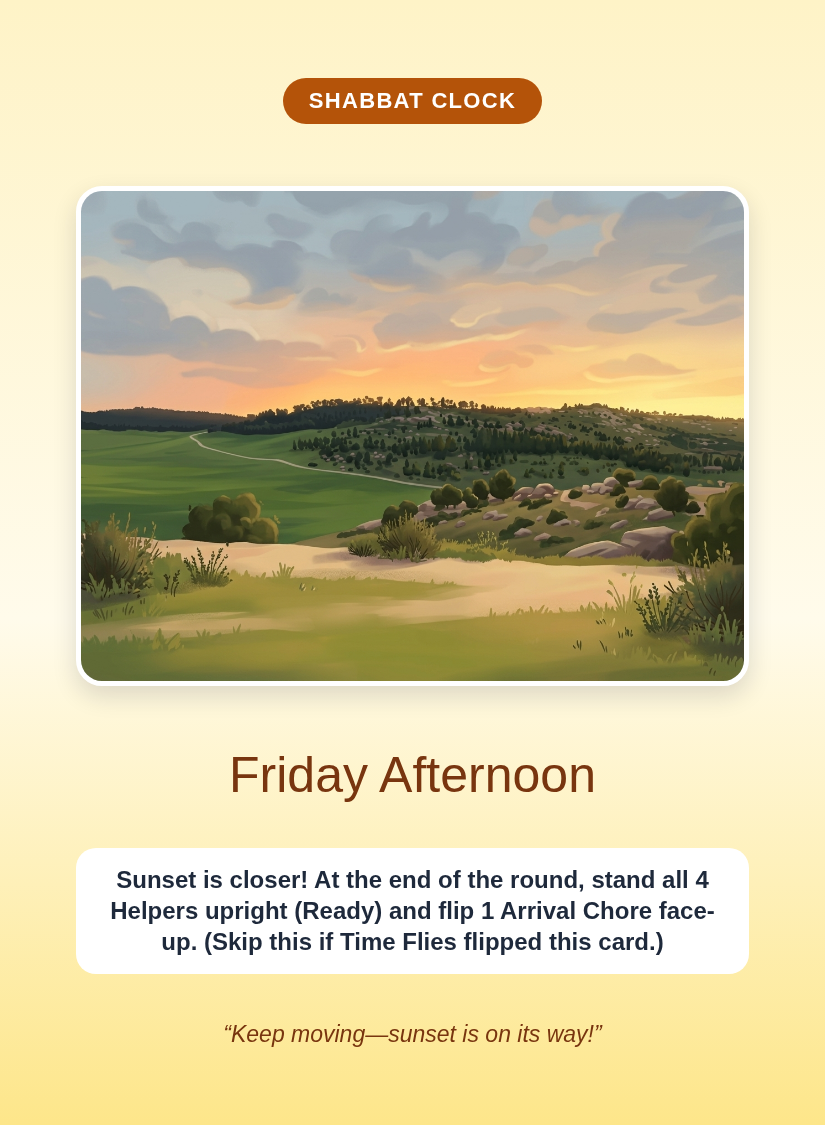 SHABBAT CLOCK
Friday Afternoon
Sunset is closer! At the end of the round, stand all 4
Helpers upright (Ready) and flip 1 Arrival Chore face-
up. (Skip this if Time Flies flipped this card.)
“Keep moving—sunset is on its way!”